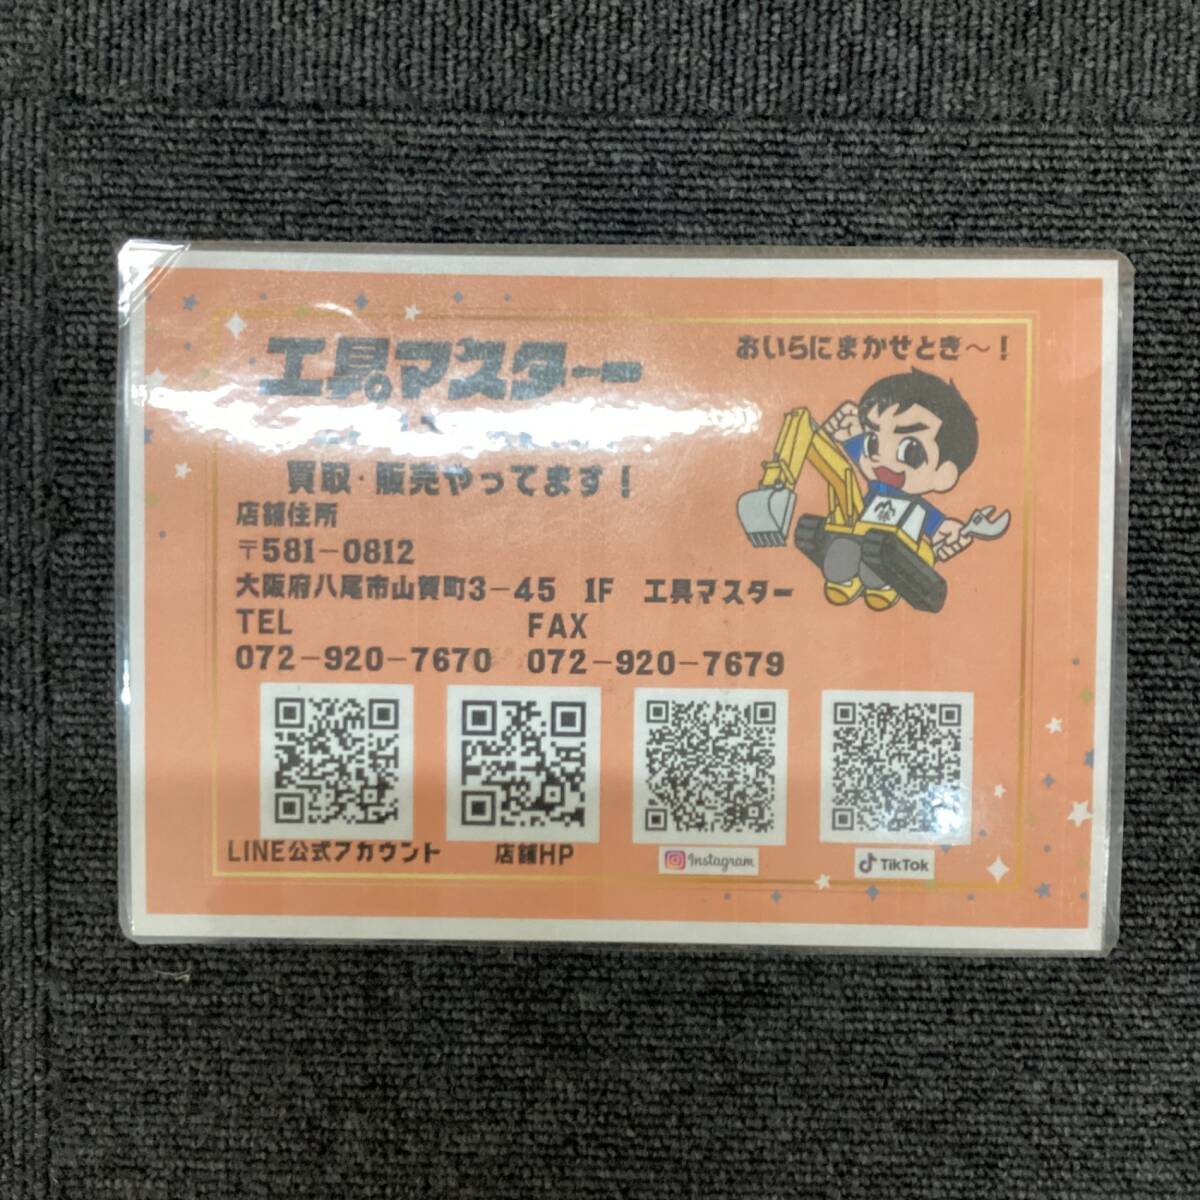 工具マスター
おいらにまかせとき〜！
買取・販売やってます！
店舗住所
〒581-0812
大阪府八尾市山賀町3-45 1F 工具マスター
TEL FAX
072-920-7670 072-920-7679
LINE公式アカウント 店舗HP Instagram TikTok